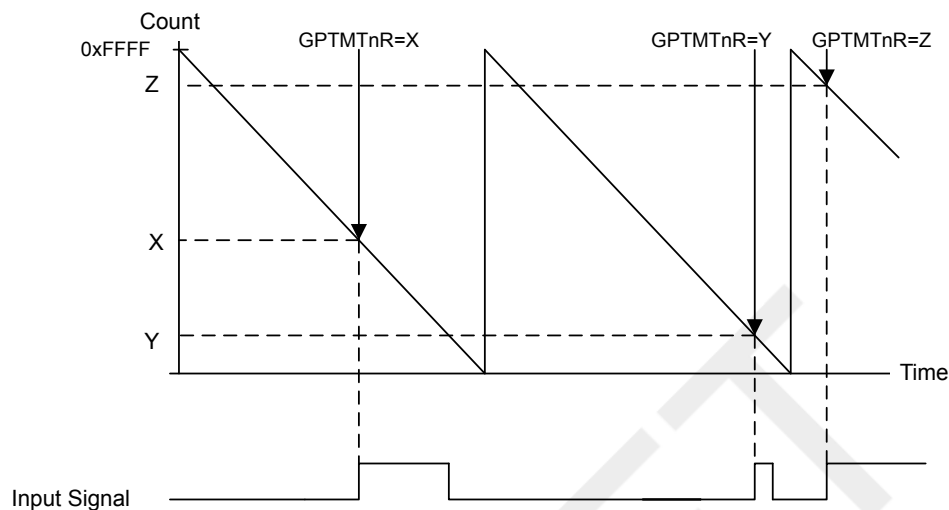 Count
0xFFFF
GPTMTnR=X
GPTMTnR=Y
GPTMTnR=Z
Z
X
Y
Time
Input Signal